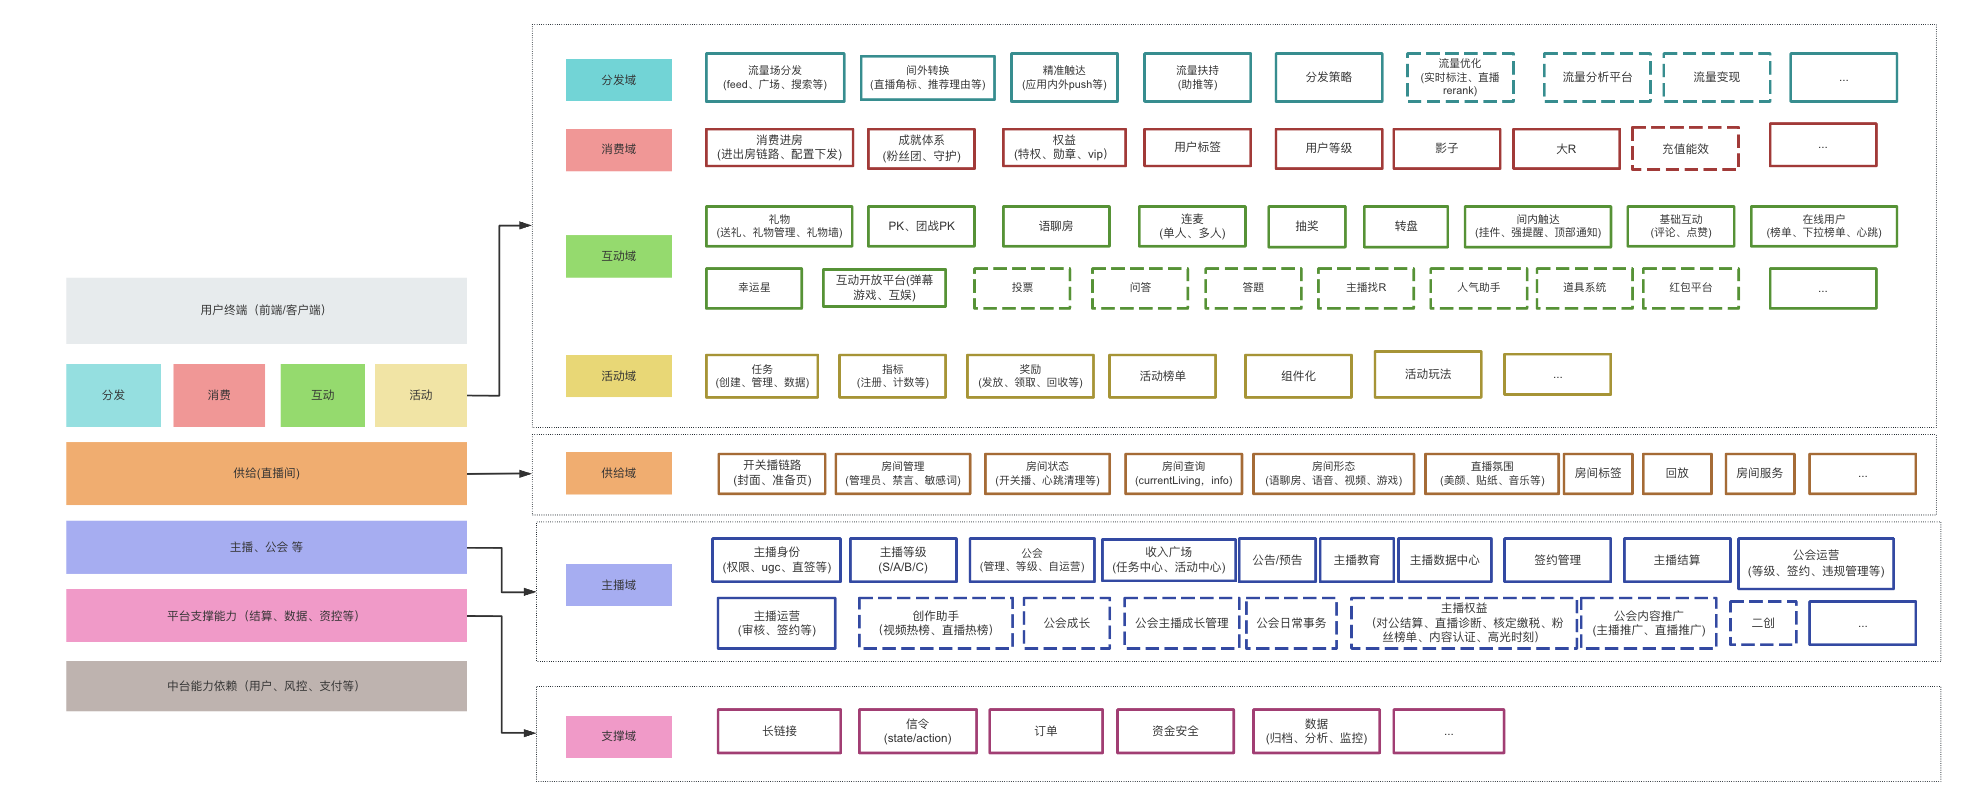 用户终端（前端/客户端）
分发
消费
互动
活动
供给(直播间)
主播、公会 等
平台支撑能力（结算、数据、资控等）
中台能力依赖（用户、风控、支付等）
分发域
流量场分发
(feed、广场、搜索等)
间外转换
(直播角标、推荐理由等)
精准触达
(应用内外push等)
流量扶持
(助推等)
分发策略
流量优化
(实时标注、直播
rerank)
流量分析平台
流量变现
...
消费域
消费进房
(进出房链路、配置下发)
成就体系
(粉丝团、守护)
权益
(特权、勋章、vip)
用户标签
用户等级
影子
大R
充值能效
...
互动域
礼物
(送礼、礼物管理、礼物墙)
PK、团战PK
语聊房
连麦
(单人、多人)
抽奖
转盘
间内触达
(挂件、强提醒、顶部通知)
基础互动
(评论、点赞)
在线用户
(榜单、下拉榜单、心跳)
幸运星
互动开放平台(弹幕
游戏、互娱)
投票
问答
答题
主播找R
人气助手
道具系统
红包平台
...
活动域
任务
(创建、管理、数据)
指标
(注册、计数等)
奖励
(发放、领取、回收等)
活动榜单
组件化
活动玩法
...
供给域
开关播链路
(封面、准备页)
房间管理
(管理员、禁言、敏感词)
房间状态
(开关播、心跳清理等)
房间查询
(currentLiving，info)
房间形态
(语聊房、语音、视频、游戏)
直播氛围
(美颜、贴纸、音乐等)
房间标签
回放
房间服务
...
主播域
主播身份
(权限、ugc、直签等)
主播等级
(S/A/B/C)
公会
(管理、等级、自运营)
收入广场
(任务中心、活动中心)
公告/预告
主播教育
主播数据中心
签约管理
主播结算
公会运营
(等级、签约、违规管理等)
主播运营
(审核、签约等)
创作助手
(视频热榜、直播热榜)
公会成长
公会主播成长管理
公会日常事务
主播权益
(对公结算、直播诊断、核定缴税、粉
丝榜单、内容认证、高光时刻)
公会内容推广
(主播推广、直播推广)
二创
...
支撑域
长链接
信令
(state/action)
订单
资金安全
数据
(归档、分析、监控)
...